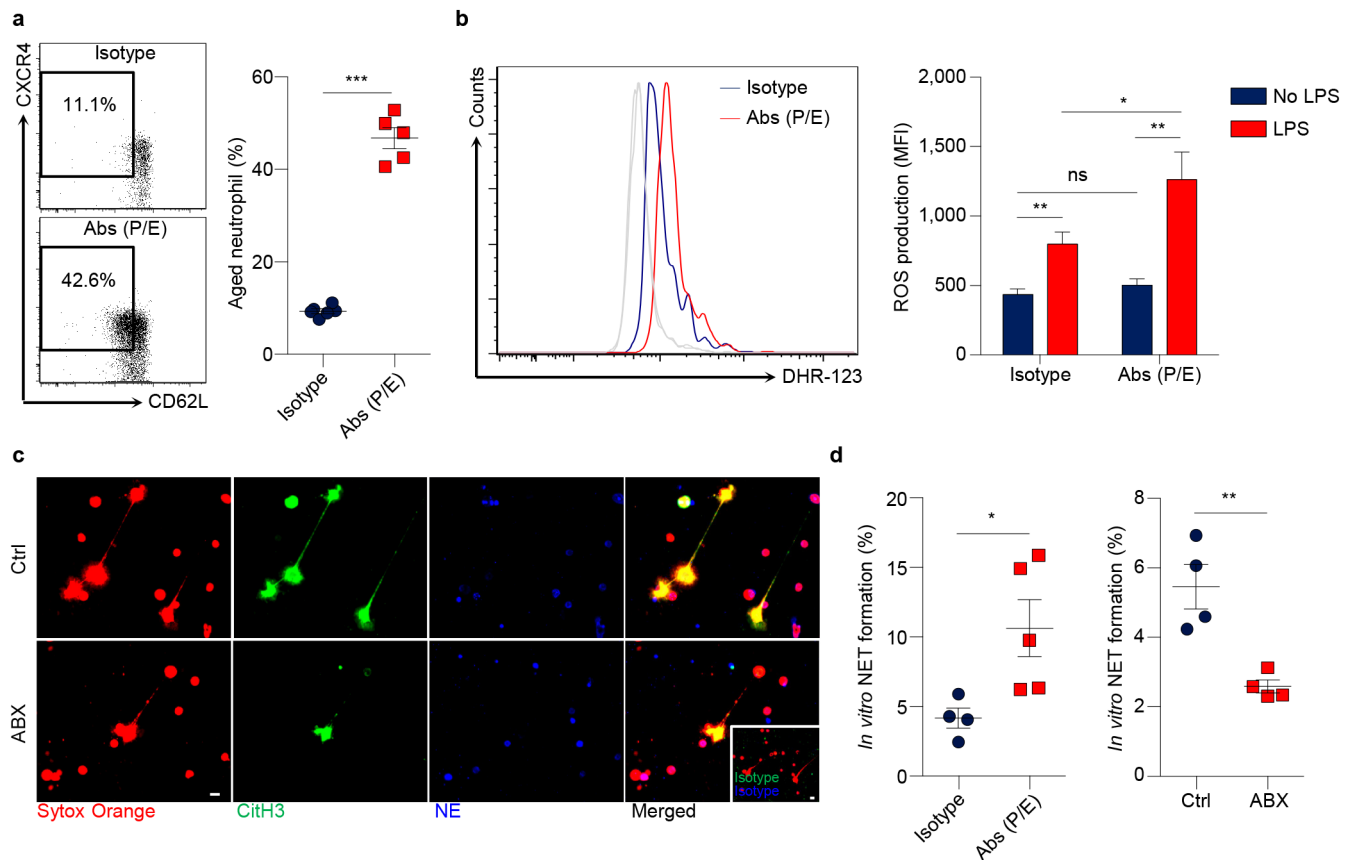 a
CXCR4
Isotype
11.1%
Abs (P/E)
42.6%
CD62L
Aged neutrophil (%)
60
40
20
0
***
Isotype
Abs (P/E)
b
Counts
Isotype
Abs (P/E)
DHR-123
ROS production (MFI)
2,000
1,500
1,000
500
0
*
**
ns
**
Isotype
Abs (P/E)
No LPS
LPS
c
Ctrl
ABX
Isotype
Isotype
Sytox Orange
CitH3
NE
Merged
d
In vitro NET formation (%)
20
15
10
5
0
*
Isotype
Abs (P/E)
In vitro NET formation (%)
8
6
4
2
0
**
Ctrl
ABX